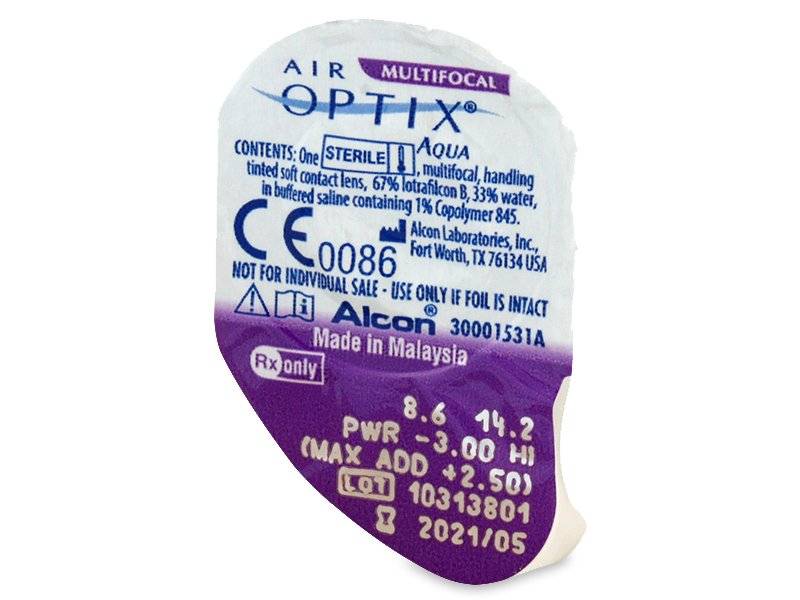 AIR MULTIFOCAL
OPTIX®
AQUA
CONTENTS: One STERILE , multifocal, handling
tinted soft contact lens, 67% lotrafilcon B, 33% water,
in buffered saline containing 1% Copolymer 845.
CE 0086
Alcon Laboratories, Inc.,
Fort Worth, TX 76134 USA
NOT FOR INDIVIDUAL SALE - USE ONLY IF FOIL IS INTACT
Alcon® 30001531A
Made in Malaysia
Rx only
8.6 14.2
PWR -3.00 HI
(MAX ADD +2.50)
LOT 10313801
2021/05